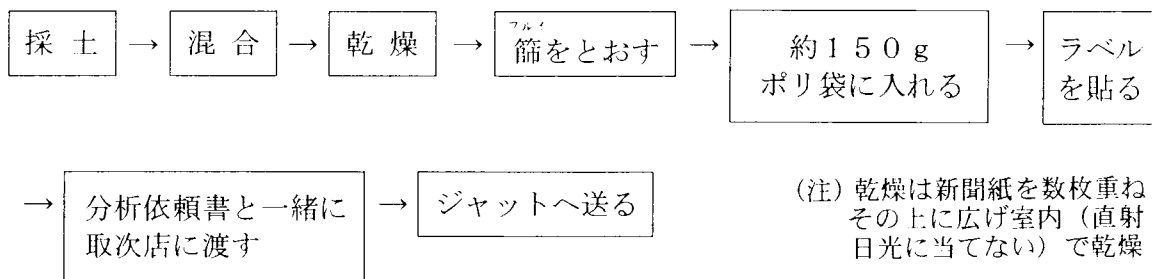 採土 → 混合 → 乾燥 → 篩をとおす → 約１５０ｇ → ラベル
フルイ
ポリ袋に入れる
を貼る
→ 分析依頼書と一緒に → ジャットへ送る
取次店に渡す
(注) 乾燥は新聞紙を数枚重ね
その上に広げ室内（直射
日光に当てない）で乾燥